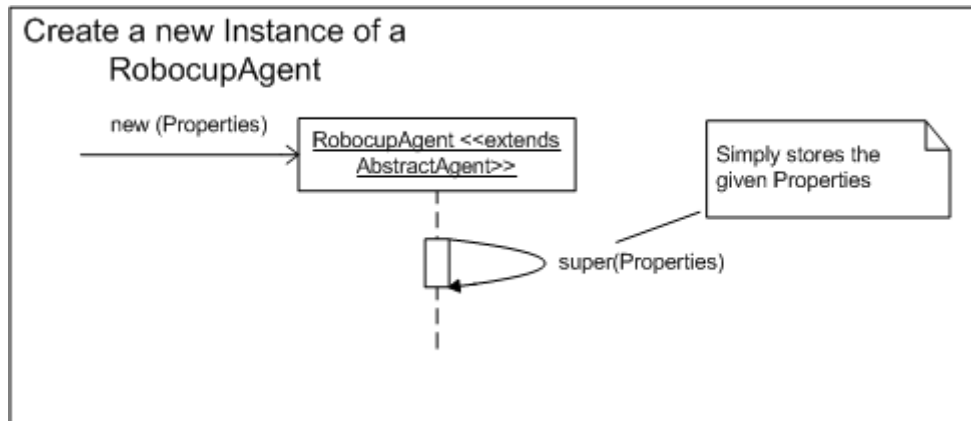 Create a new Instance of a
RobocupAgent
new (Properties)
RobocupAgent <<extends
AbstractAgent>>
Simply stores the
given Properties
super(Properties)